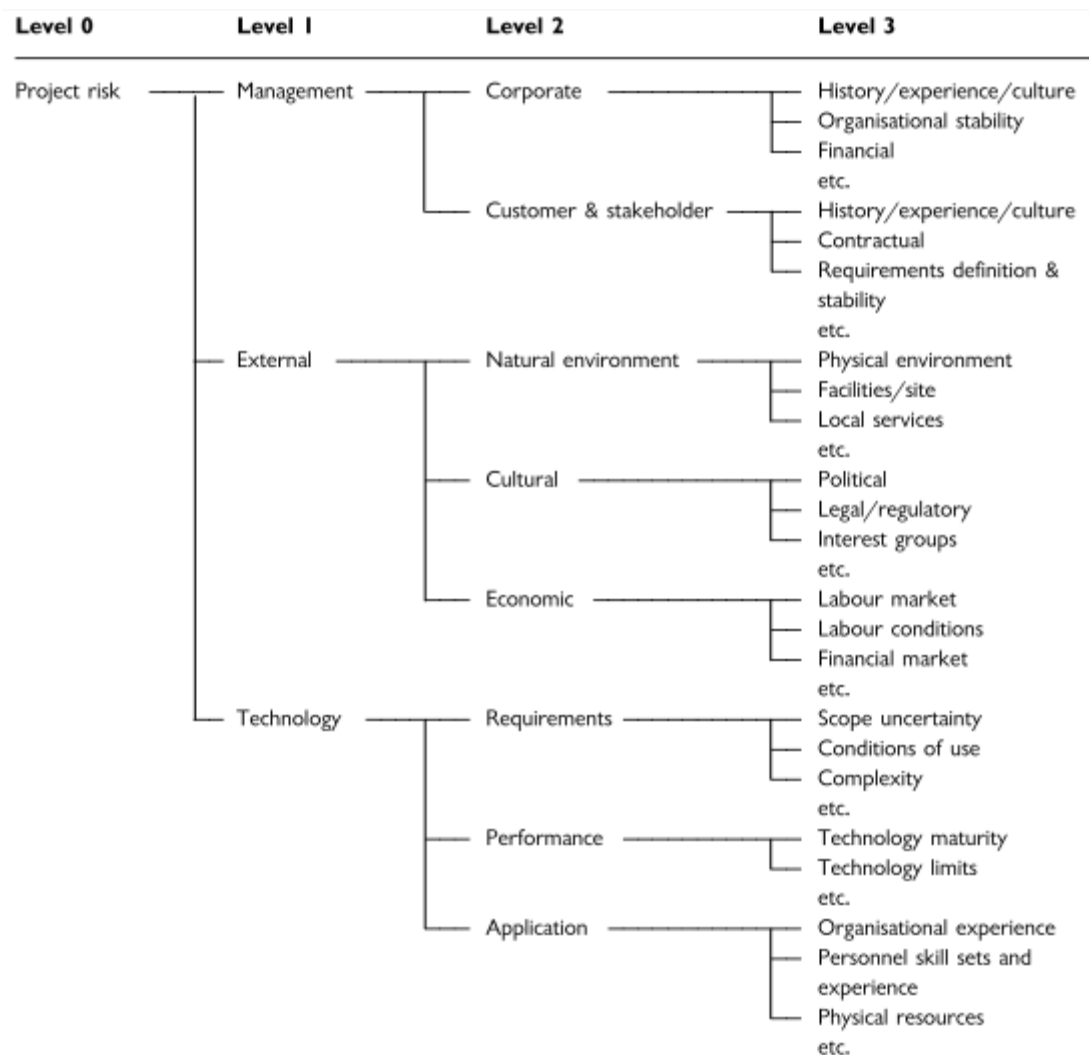 Level 0 Level 1 Level 2 Level 3
Project risk Management Corporate History/experience/culture
Organisational stability
Financial
etc.
Customer & stakeholder History/experience/culture
Contractual
Requirements definition &
stability
etc.
External Natural environment Physical environment
Facilities/site
Local services
etc.
Cultural Political
Legal/regulatory
Interest groups
etc.
Economic Labour market
Labour conditions
Financial market
etc.
Technology Requirements Scope uncertainty
Conditions of use
Complexity
etc.
Performance Technology maturity
Technology limits
etc.
Application Organisational experience
Personnel skill sets and
experience
Physical resources
etc.